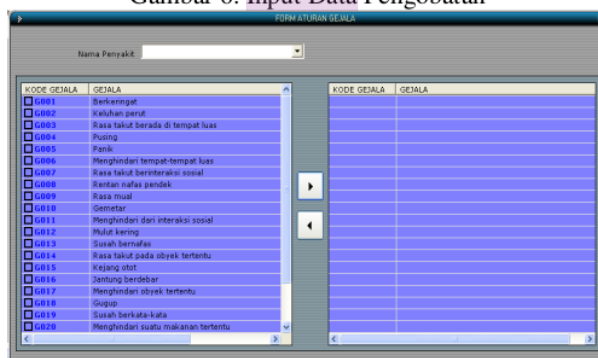 Gambar 6. Input Data Pengobatan
FORM ATURAN GEJALA
Nama Penyakit
KODE GEJALA GEJALA
G001 Berkeringat
G002 Keluhan perut
G003 Rasa takut berada di tempat luas
G004 Pusing
G005 Panik
G006 Menghindari tempat-tempat luas
G007 Rasa takut berinteraksi sosial
G008 Rentan nafas pendek
G009 Rasa mual
G010 Gemetar
G011 Menghindari dari interaksi sosial
G012 Mulut kering
G013 Susah bernafas
G014 Rasa takut pada obyek tertentu
G015 Kejang otot
G016 Jantung berdebar
G017 Menghindari obyek tertentu
G018 Gugup
G019 Susah berkata-kata
G020 Menghindari suatu makanan tertentu
KODE GEJALA GEJALA